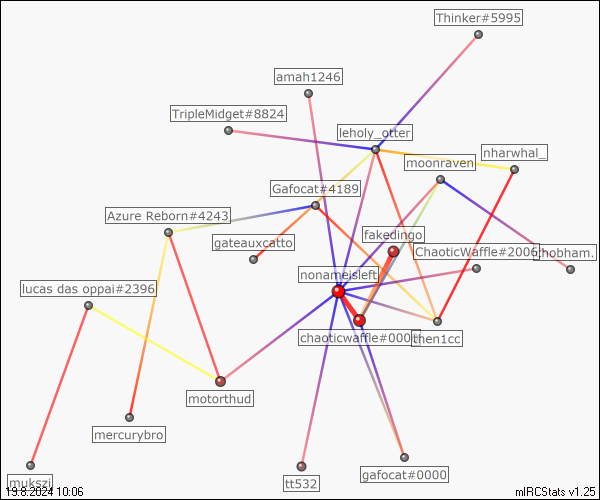 Thinker#5995
amah1246
TripleMidget#8824
leholy_otter
nharwhal_
moonraven
Gafocat#4189
Azure Reborn#4243
fakedingo
gateauxcatto
ChaoticWaffle#2006
thobham.
nonameisleft
lucas das oppai#2396
chaoticwaffle#0000
then1cc
motorthud
mercurybro
gafocat#0000
mukszi
tt532
19.8.2024 10:06
mIRCStats v1.25